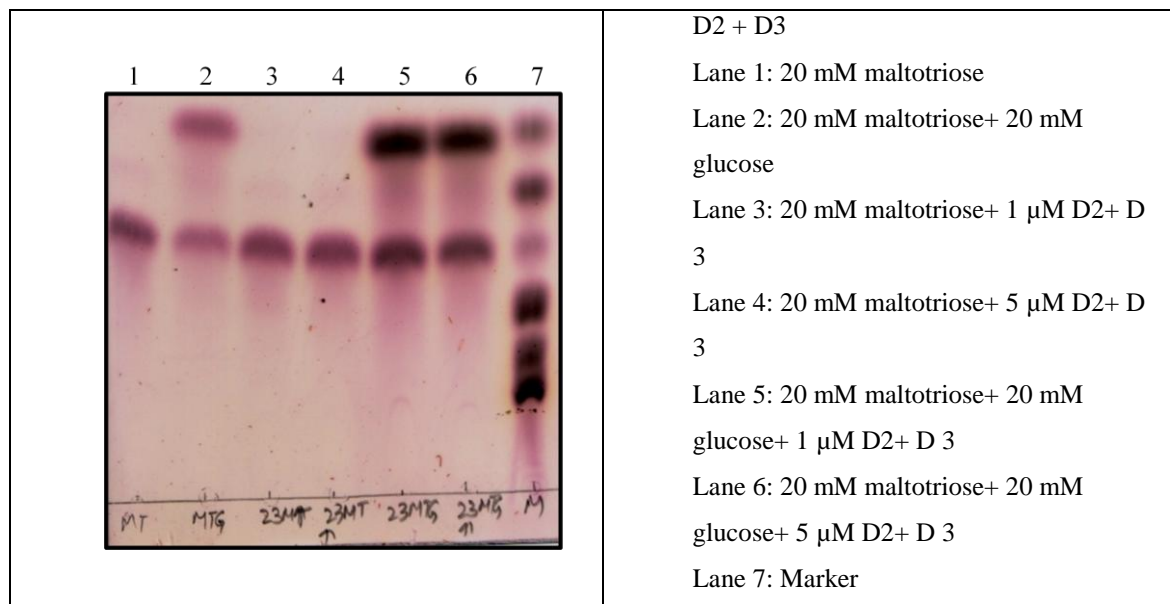 1 2 3 4 5 6 7
MT MTG 23MT 23MT 23MTG 23MTG M
↑ ↑
D2 + D3
Lane 1: 20 mM maltotriose
Lane 2: 20 mM maltotriose+ 20 mM
glucose
Lane 3: 20 mM maltotriose+ 1 µM D2+ D
3
Lane 4: 20 mM maltotriose+ 5 µM D2+ D
3
Lane 5: 20 mM maltotriose+ 20 mM
glucose+ 1 µM D2+ D 3
Lane 6: 20 mM maltotriose+ 20 mM
glucose+ 5 µM D2+ D 3
Lane 7: Marker